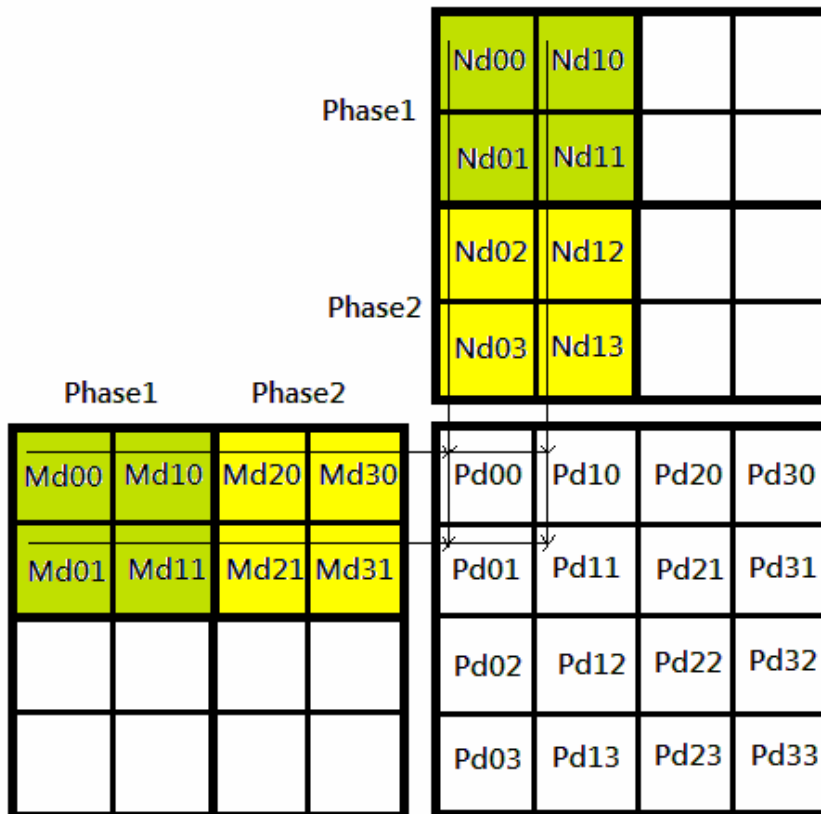 Nd00 Nd10
Phase1
Nd01 Nd11
Nd02 Nd12
Phase2
Nd03 Nd13
Phase1 Phase2
Md00 Md10 Md20 Md30 Pd00 Pd10 Pd20 Pd30
Md01 Md11 Md21 Md31 Pd01 Pd11 Pd21 Pd31
Pd02 Pd12 Pd22 Pd32
Pd03 Pd13 Pd23 Pd33